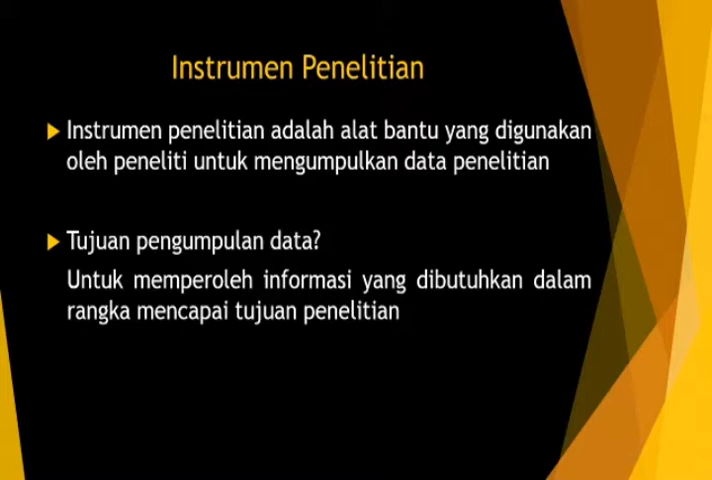 Instrumen Penelitian
Instrumen penelitian adalah alat bantu yang digunakan
oleh peneliti untuk mengumpulkan data penelitian
Tujuan pengumpulan data?
Untuk memperoleh informasi yang dibutuhkan dalam
rangka mencapai tujuan penelitian